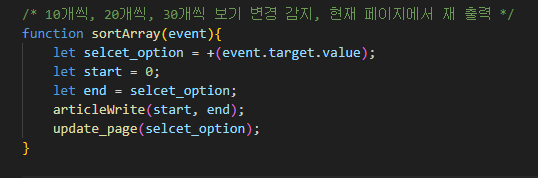 /* 10개씩, 20개씩, 30개씩 보기 변경 감지, 현재 페이지에서 재 출력 */
function sortArray(event){
    let selcet_option = +(event.target.value);
    let start = 0;
    let end = selcet_option;
    articleWrite(start, end);
    update_page(selcet_option);
}